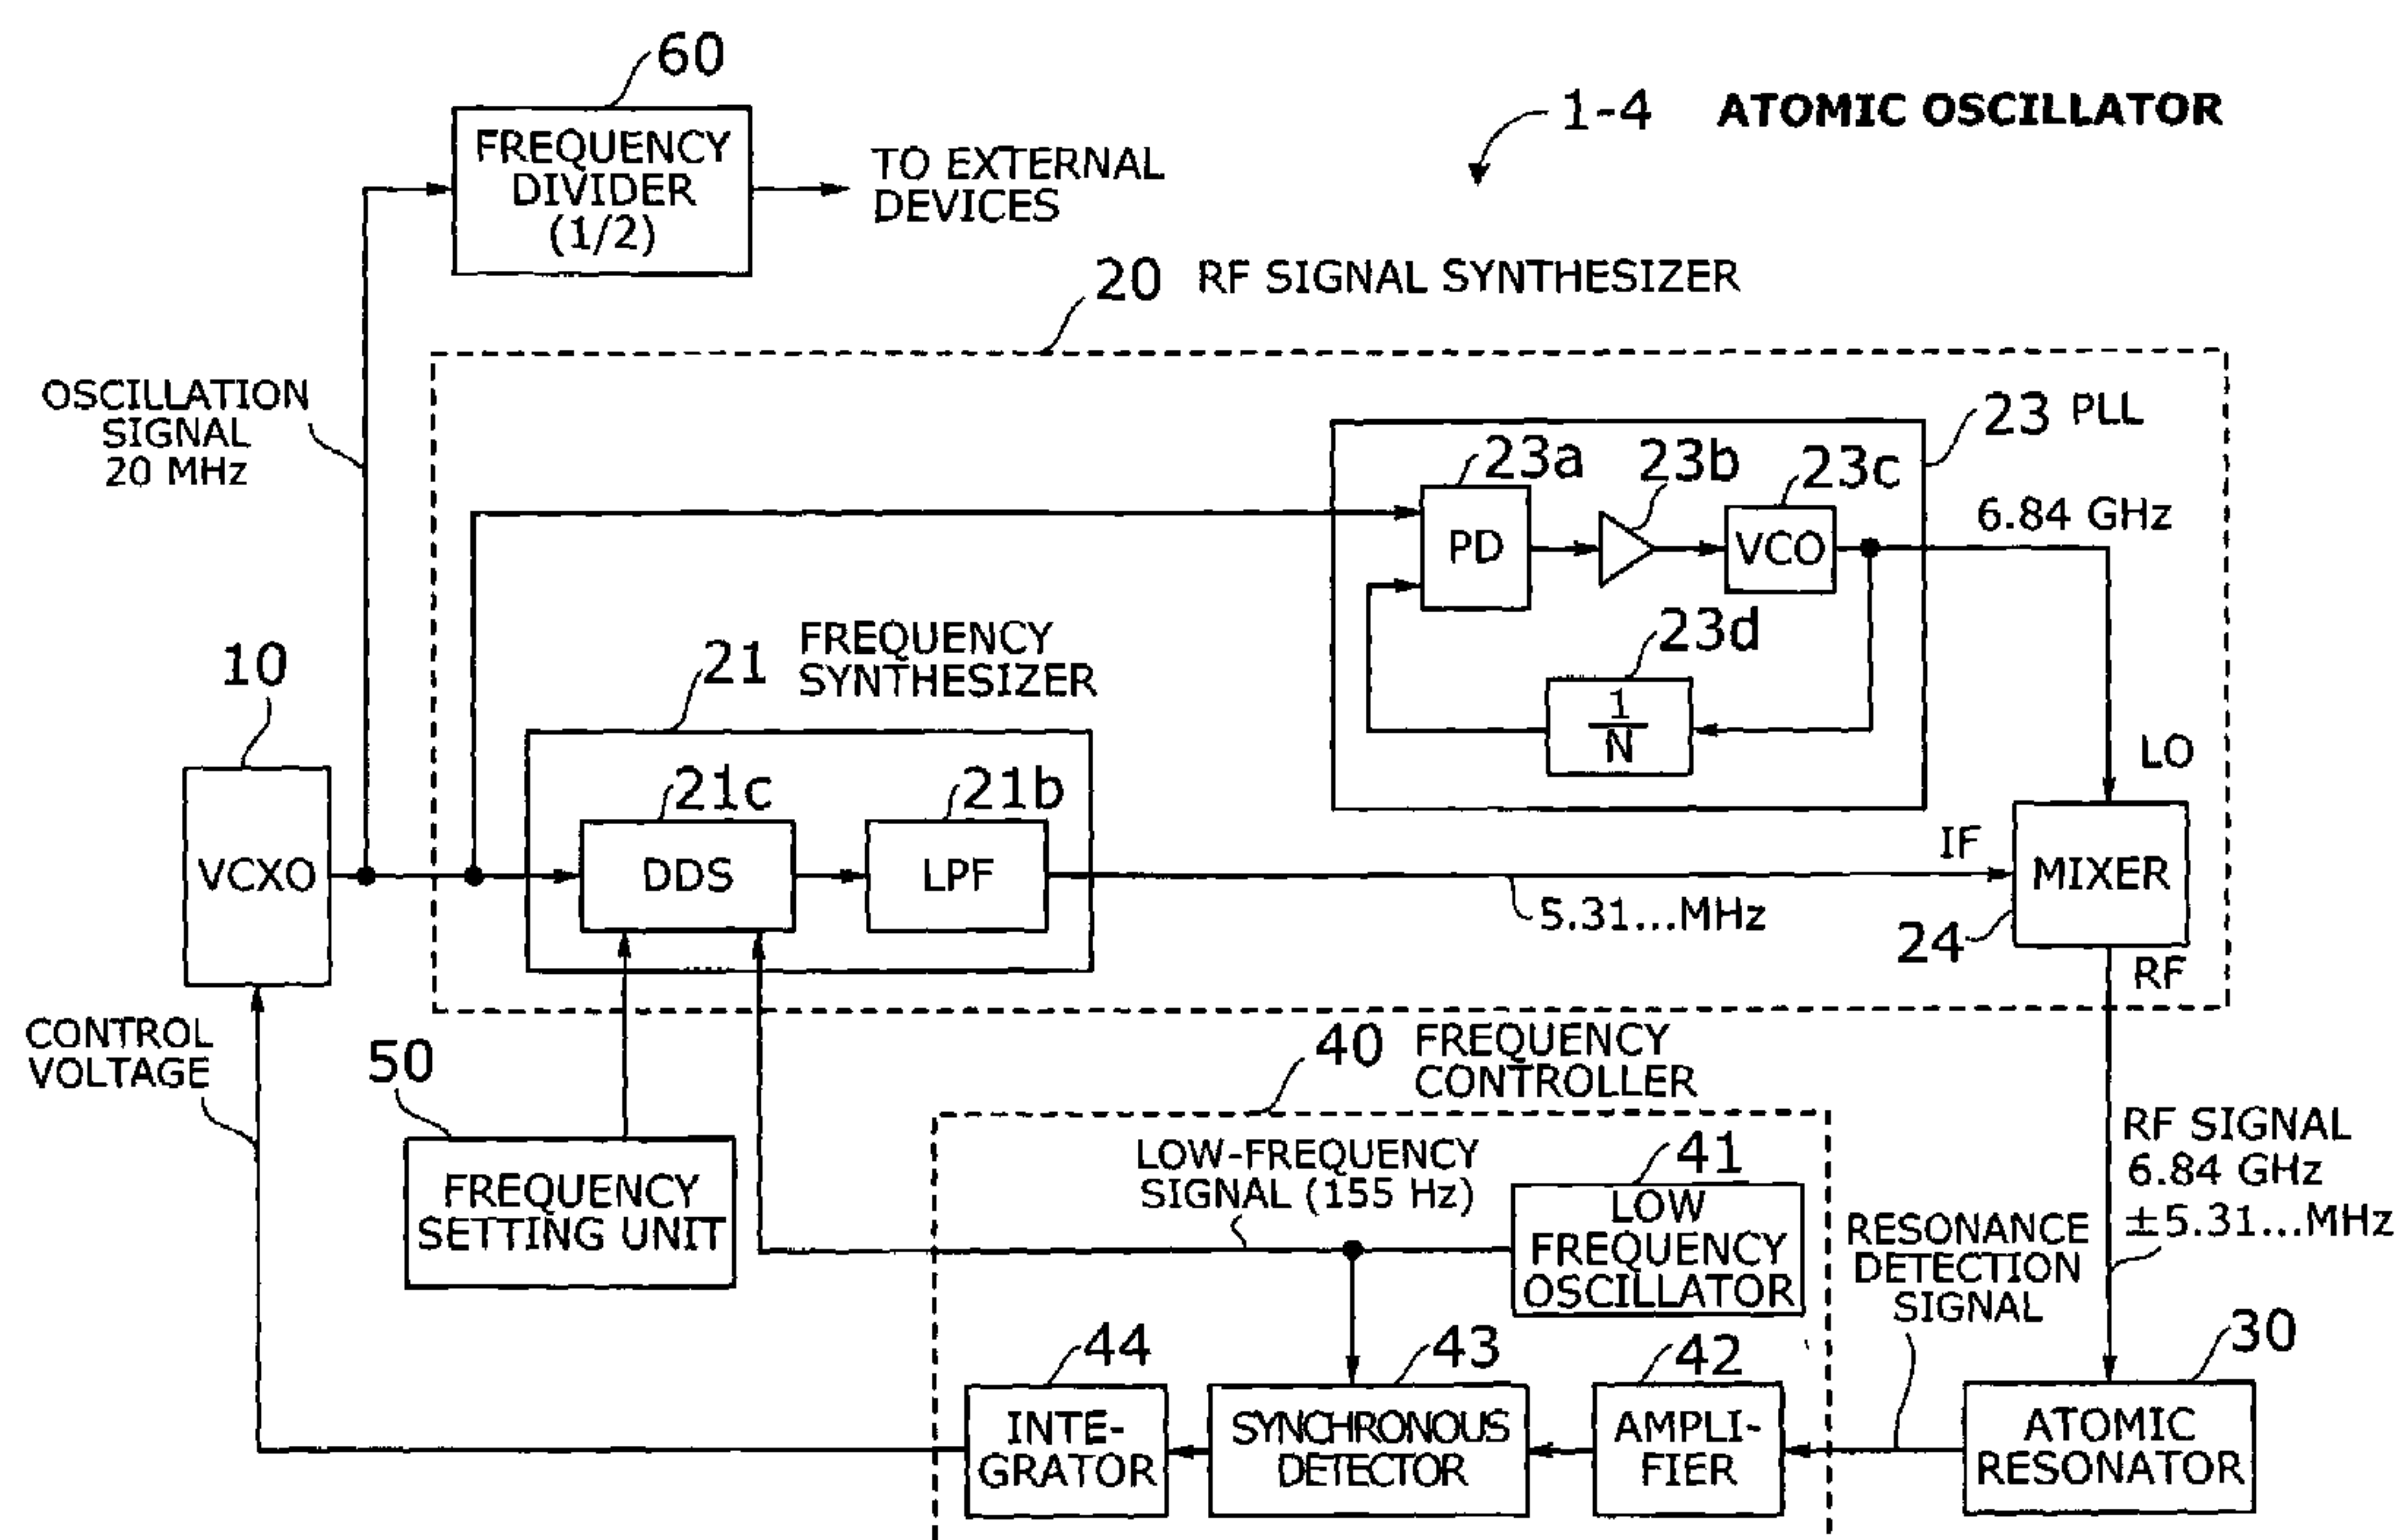 60
1-4 ATOMIC OSCILLATOR
FREQUENCY
DIVIDER
(1/2)
TO EXTERNAL
DEVICES
20 RF SIGNAL SYNTHESIZER
OSCILLATION
SIGNAL
20 MHz
23 PLL
23a
23b
23c
PD
VCO
6.84 GHz
23d
1
N
10
21 FREQUENCY
SYNTHESIZER
LO
21c
21b
VCXO
DDS
LPF
IF
MIXER
5.31...MHz
24
RF
CONTROL
VOLTAGE
50
40 FREQUENCY
CONTROLLER
FREQUENCY
SETTING UNIT
LOW-FREQUENCY
SIGNAL (155 Hz)
41
LOW
FREQUENCY
OSCILLATOR
RF SIGNAL
6.84 GHz
±5.31...MHz
RESONANCE
DETECTION
SIGNAL
44
43
42
30
INTE-
GRATOR
SYNCHRONOUS
DETECTOR
AMPLI-
FIER
ATOMIC
RESONATOR